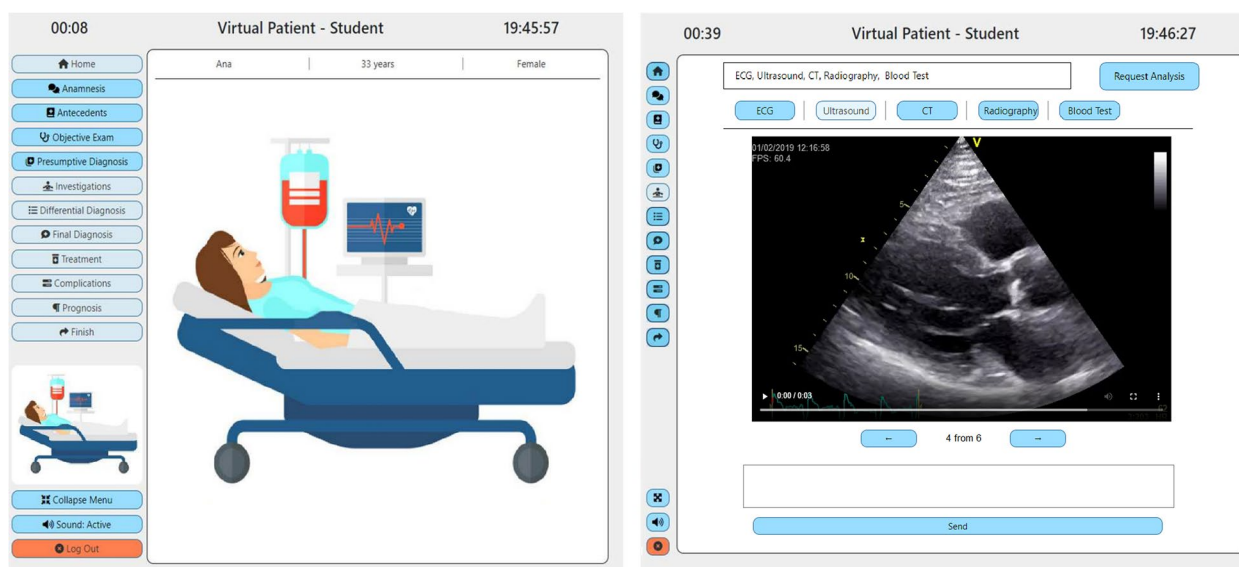 00:08 Virtual Patient - Student 19:45:57
Home
Anamnesis
Antecedents
Objective Exam
Presumptive Diagnosis
Investigations
Differential Diagnosis
Final Diagnosis
Treatment
Complications
Prognosis
Finish
Collapse Menu
Sound: Active
Log Out
Ana 33 years Female
00:39 Virtual Patient - Student 19:46:27
ECG, Ultrasound, CT, Radiography, Blood Test Request Analysis
ECG Ultrasound CT Radiography Blood Test
01/02/2019 12:16:58
FPS: 60.4
V
5
10
15
0:00 / 0:03
← 4 from 6 →
Send